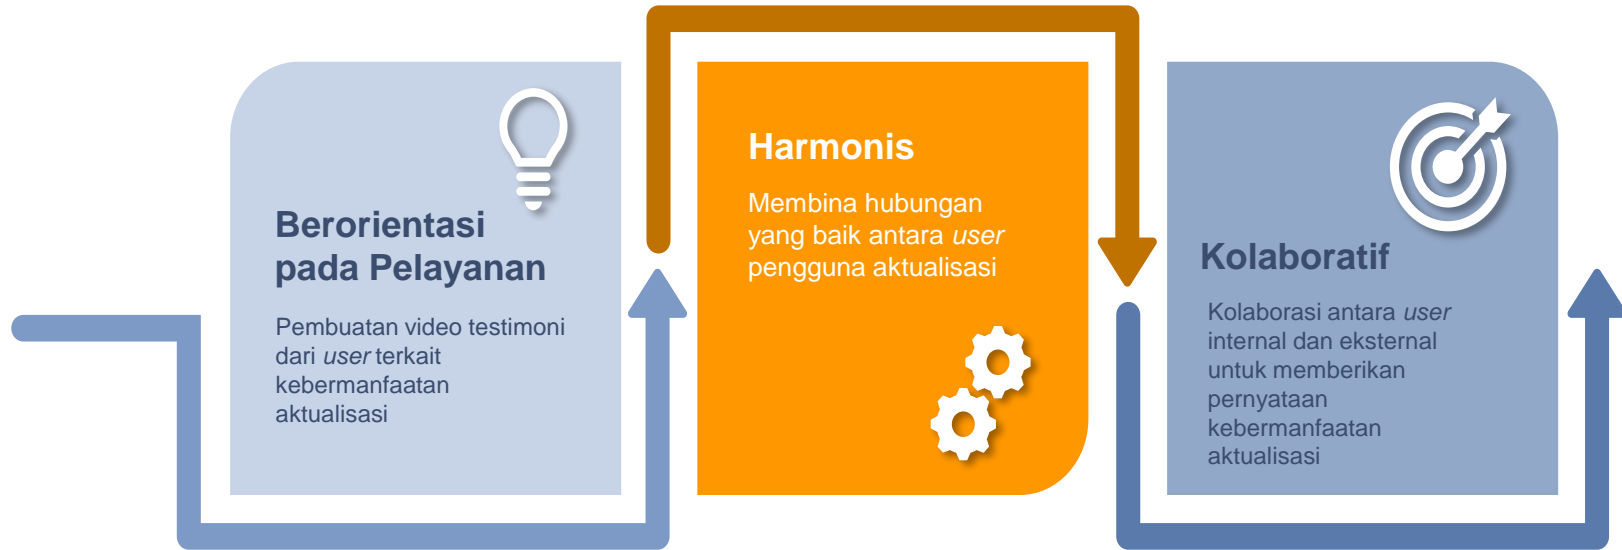 Berorientasi
pada Pelayanan
Pembuatan video testimoni
dari user terkait
kebermanfaatan
aktualisasi
Harmonis
Membina hubungan
yang baik antara user
pengguna aktualisasi
Kolaboratif
Kolaborasi antara user
internal dan eksternal
untuk memberikan
pernyataan
kebermanfaatan
aktualisasi